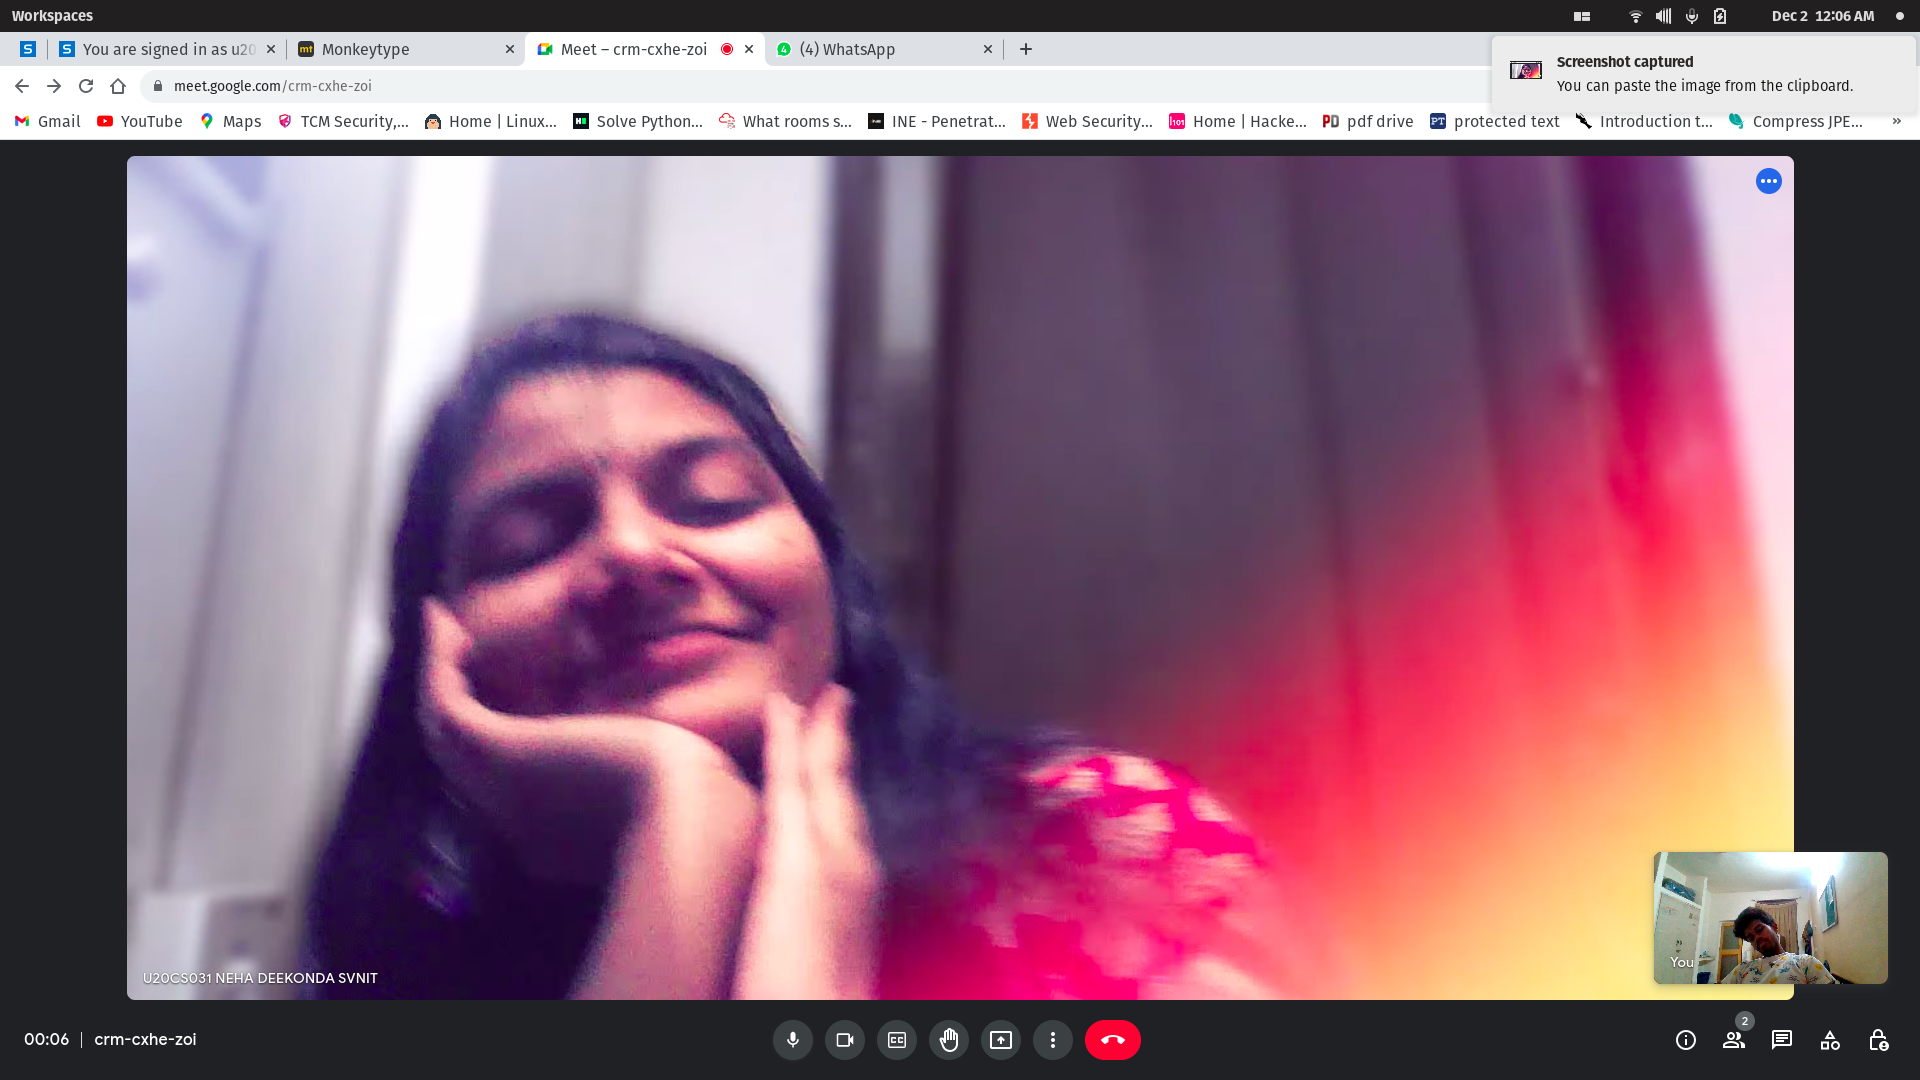 Workspaces
Dec 2 12:06 AM
You are signed in as u20
Monkeytype
Meet – crm-cxhe-zoi
(4) WhatsApp
Screenshot captured
You can paste the image from the clipboard.
meet.google.com/crm-cxhe-zoi
Gmail
YouTube
Maps
TCM Security,...
Home | Linux...
Solve Python...
What rooms s...
INE - Penetrat...
Web Security...
Home | Hacke...
pdf drive
protected text
Introduction t...
Compress JPE...
You
U20CS031 NEHA DEEKONDA SVNIT
00:06 | crm-cxhe-zoi
2